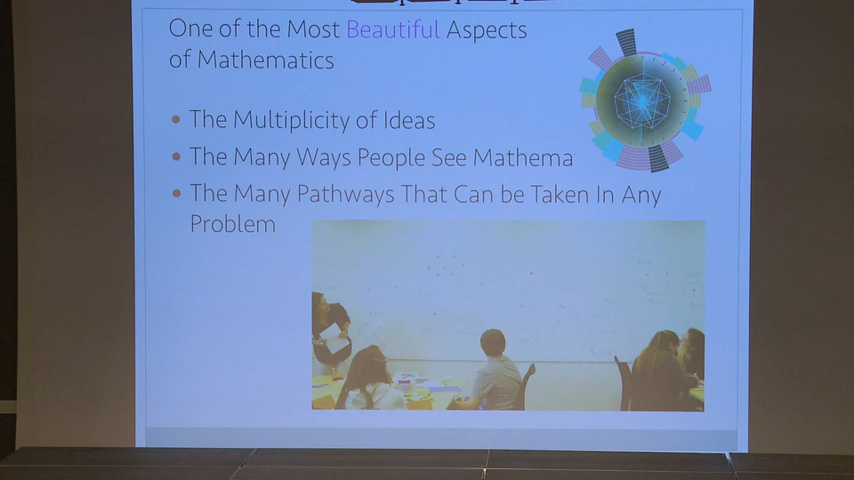 One of the Most Beautiful Aspects
of Mathematics
• The Multiplicity of Ideas
• The Many Ways People See Mathema
• The Many Pathways That Can be Taken In Any
Problem